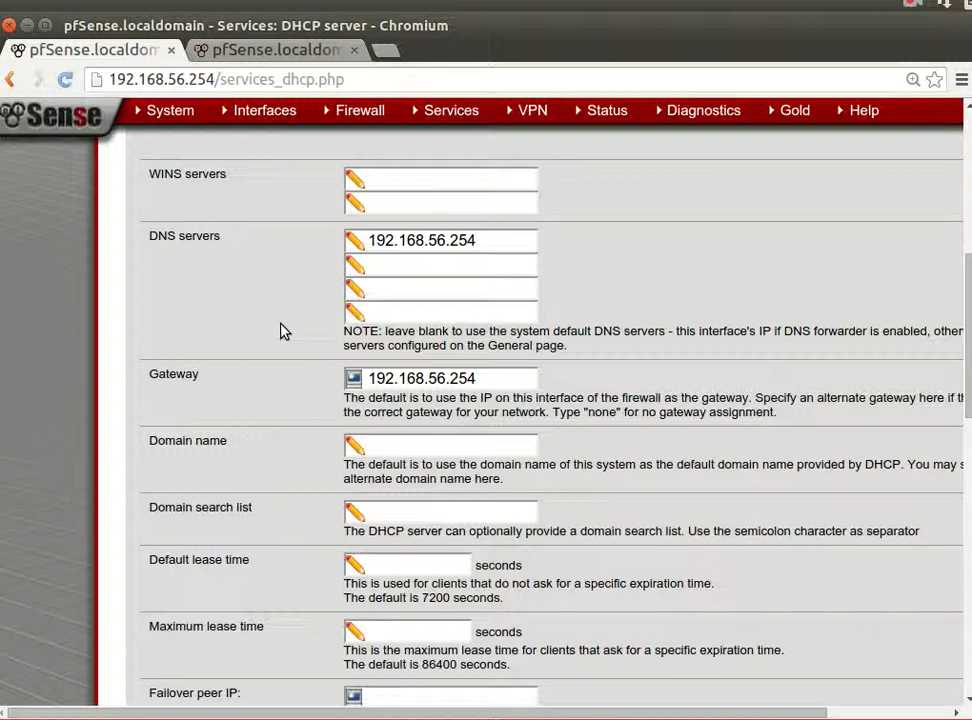 pfSense.localdomain - Services: DHCP server - Chromium
pfSense.localdom × pfSense.localdom ×
192.168.56.254/services_dhcp.php
Sense System Interfaces Firewall Services VPN Status Diagnostics Gold Help
WINS servers
DNS servers 192.168.56.254
NOTE: leave blank to use the system default DNS servers - this interface's IP if DNS forwarder is enabled, other
servers configured on the General page.
Gateway 192.168.56.254
The default is to use the IP on this interface of the firewall as the gateway. Specify an alternate gateway here if th
the correct gateway for your network. Type "none" for no gateway assignment.
Domain name
The default is to use the domain name of this system as the default domain name provided by DHCP. You may s
alternate domain name here.
Domain search list
The DHCP server can optionally provide a domain search list. Use the semicolon character as separator
Default lease time seconds
This is used for clients that do not ask for a specific expiration time.
The default is 7200 seconds.
Maximum lease time seconds
This is the maximum lease time for clients that ask for a specific expiration time.
The default is 86400 seconds.
Failover peer IP: